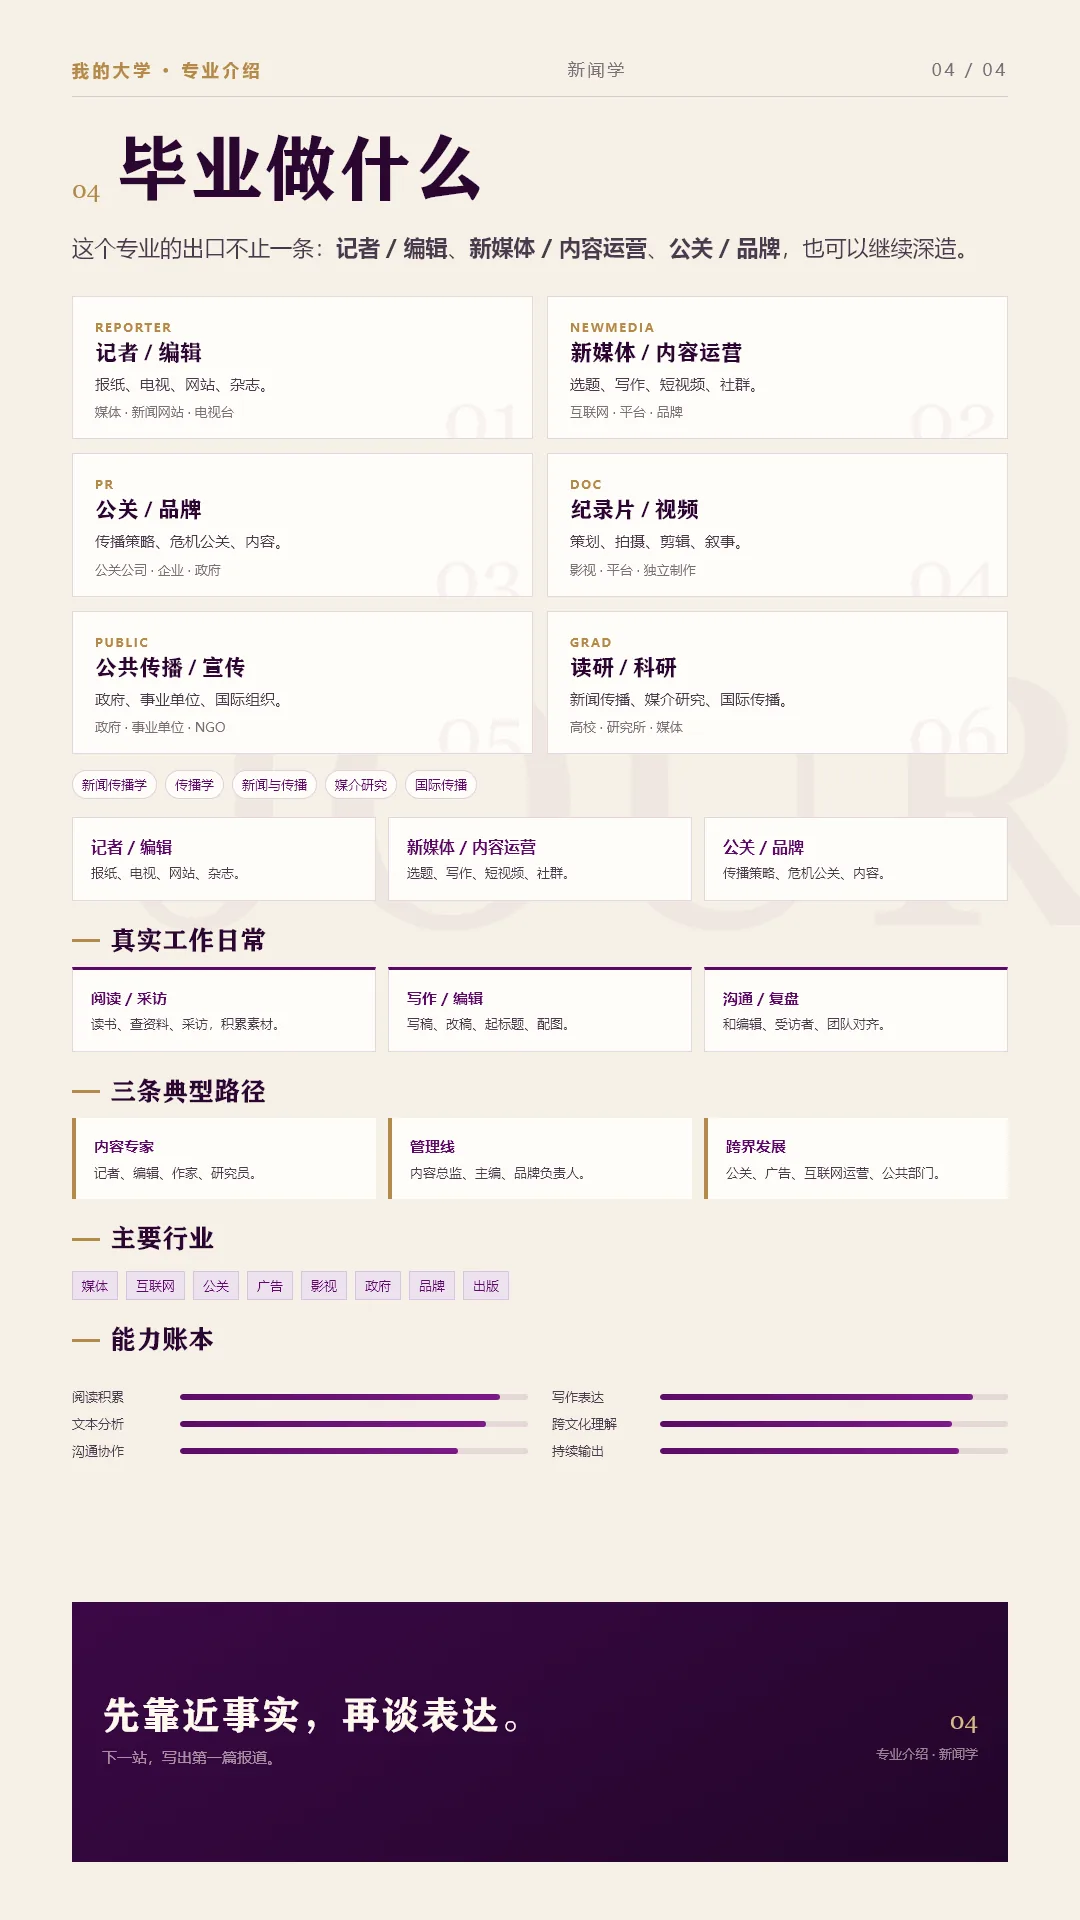 我的大学 · 专业介绍
新闻学
04 / 04
04 毕业做什么
这个专业的出口不止一条：记者 / 编辑、新媒体 / 内容运营、公关 / 品牌，也可以继续深造。
REPORTER
记者 / 编辑
报纸、电视、网站、杂志。
媒体 · 新闻网站 · 电视台
01
NEWMEDIA
新媒体 / 内容运营
选题、写作、短视频、社群。
互联网 · 平台 · 品牌
02
PR
公关 / 品牌
传播策略、危机公关、内容。
公关公司 · 企业 · 政府
03
DOC
纪录片 / 视频
策划、拍摄、剪辑、叙事。
影视 · 平台 · 独立制作
04
PUBLIC
公共传播 / 宣传
政府、事业单位、国际组织。
政府 · 事业单位 · NGO
05
GRAD
读研 / 科研
新闻传播、媒介研究、国际传播。
高校 · 研究所 · 媒体
06
JOUR
新闻传播学 传播学 新闻与传播 媒介研究 国际传播
记者 / 编辑
报纸、电视、网站、杂志。
新媒体 / 内容运营
选题、写作、短视频、社群。
公关 / 品牌
传播策略、危机公关、内容。
真实工作日常
阅读 / 采访
读书、查资料、采访，积累素材。
写作 / 编辑
写稿、改稿、起标题、配图。
沟通 / 复盘
和编辑、受访者、团队对齐。
三条典型路径
内容专家
记者、编辑、作家、研究员。
管理线
内容总监、主编、品牌负责人。
跨界发展
公关、广告、互联网运营、公共部门。
主要行业
媒体 互联网 公关 广告 影视 政府 品牌 出版
能力账本
阅读积累
写作表达
文本分析
跨文化理解
沟通协作
持续输出
先靠近事实，再谈表达。
下一站，写出第一篇报道。
04
专业介绍 · 新闻学